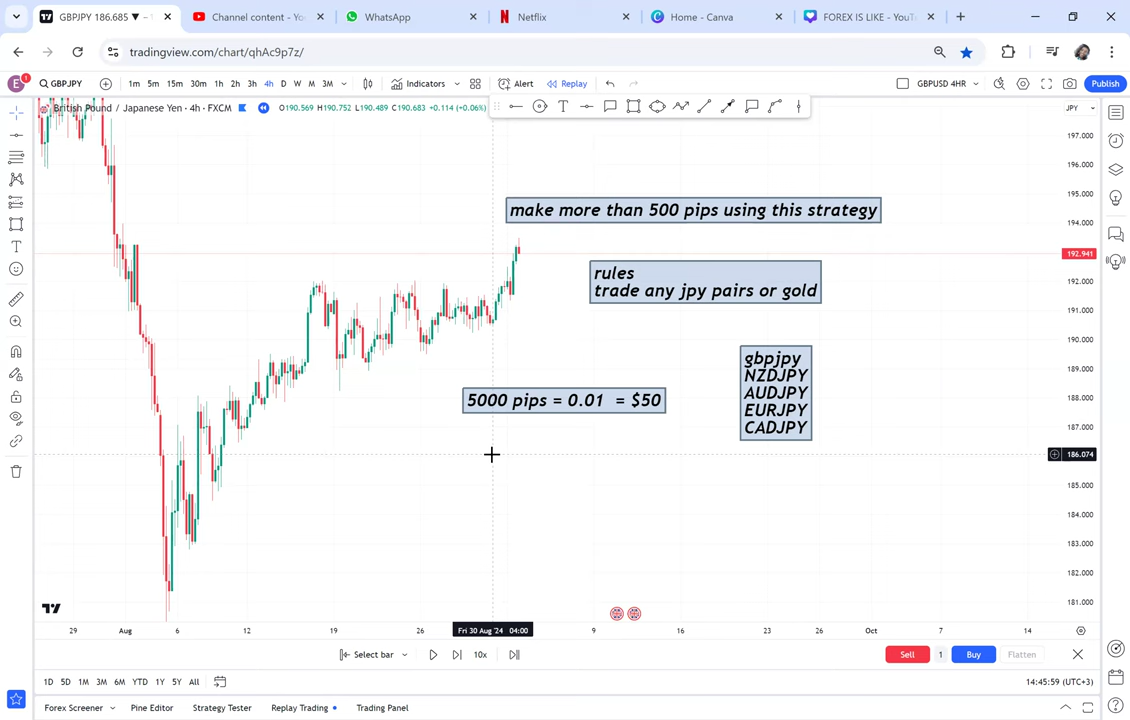 GBPJPY 186.685 ▼
Channel content - Yo
WhatsApp
Netflix
Home - Canva
FOREX IS LIKE - YouT
tradingview.com/chart/qhAc9p7z/
E 1 GBPJPY 1m 5m 15m 30m 1h 2h 3h 4h D W M 3M Indicators Alert Replay GBPUSD 4HR Publish
British Pound / Japanese Yen · 4h · FXCM O190.569 H190.752 L190.489 C190.683 +0.114 (+0.06%) JPY
197.000
196.000
195.000
194.000
192.941
192.000
191.000
190.000
189.000
188.000
187.000
186.074
185.000
184.000
183.000
182.000
181.000
make more than 500 pips using this strategy
rules
trade any jpy pairs or gold
gbpjpy
NZDJPY
AUDJPY
EURJPY
CADJPY
5000 pips = 0.01 = $50
29 Aug 6 12 19 26 Fri 30 Aug '24 04:00 9 16 23 26 Oct 7 14
Select bar 10x Sell 1 Buy Flatten
1D 5D 1M 3M 6M YTD 1Y 5Y All 14:45:59 (UTC+3)
Forex Screener Pine Editor Strategy Tester Replay Trading Trading Panel